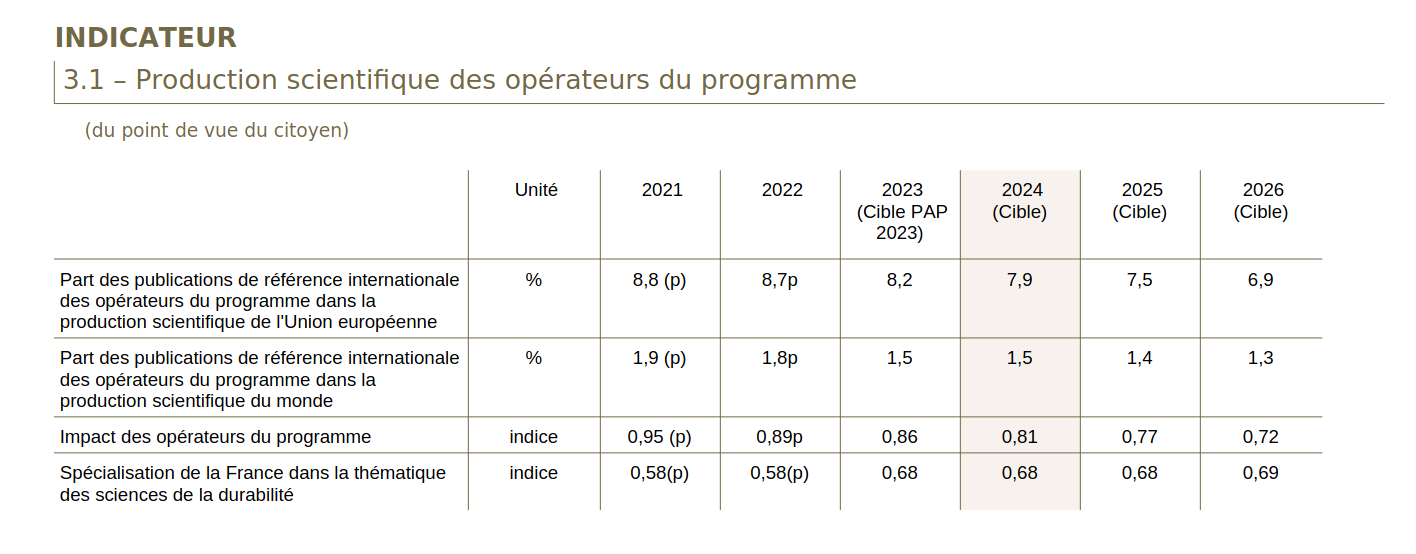 INDICATEUR
3.1 – Production scientifique des opérateurs du programme
(du point de vue du citoyen)
Unité 2021 2022 2023 2024 2025 2026
(Cible PAP (Cible) (Cible) (Cible)
2023)
Part des publications de référence internationale % 8,8 (p) 8,7p 8,2 7,9 7,5 6,9
des opérateurs du programme dans la
production scientifique de l'Union européenne
Part des publications de référence internationale % 1,9 (p) 1,8p 1,5 1,5 1,4 1,3
des opérateurs du programme dans la
production scientifique du monde
Impact des opérateurs du programme indice 0,95 (p) 0,89p 0,86 0,81 0,77 0,72
Spécialisation de la France dans la thématique indice 0,58(p) 0,58(p) 0,68 0,68 0,68 0,69
des sciences de la durabilité